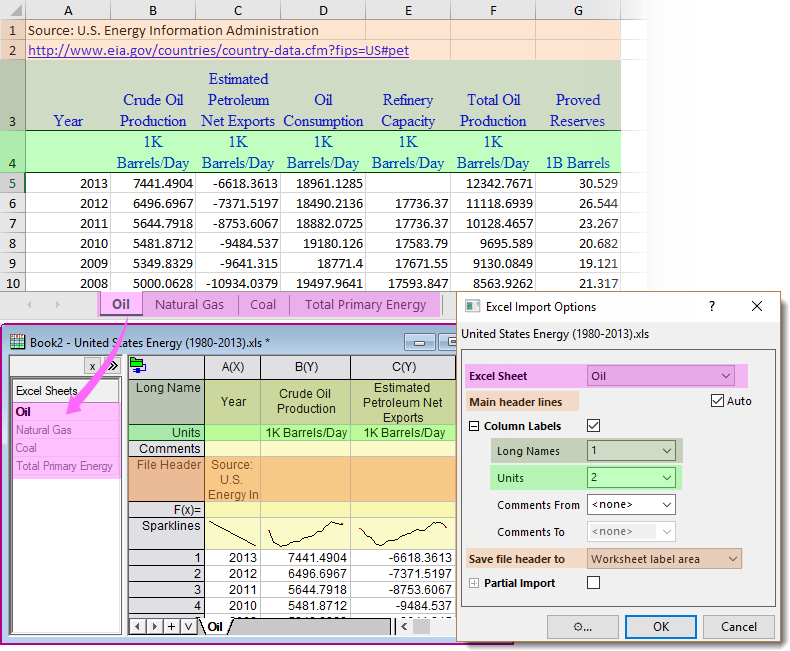 A B C D E F G
1 Source: U.S. Energy Information Administration
2 http://www.eia.gov/countries/country-data.cfm?fips=US#pet
Estimated
Crude Oil Petroleum Oil Refinery Total Oil Proved
3 Year Production Net Exports Consumption Capacity Production Reserves
1K 1K 1K 1K 1K
4 Barrels/Day Barrels/Day Barrels/Day Barrels/Day Barrels/Day 1B Barrels
5 2013 7441.4904 -6618.3613 18961.1285 12342.7671 30.529
6 2012 6496.6967 -7371.5197 18490.2136 17736.37 11118.6939 26.544
7 2011 5644.7918 -8753.6067 18882.0725 17736.37 10128.4657 23.267
8 2010 5481.8712 -9484.537 19180.126 17583.79 9695.589 20.682
9 2009 5349.8329 -9641.315 18771.4 17671.55 9130.0849 19.121
10 2008 5000.0628 -10934.0379 19497.9641 17593.847 8563.9262 21.317
Oil Natural Gas Coal Total Primary Energy
Book2 - United States Energy (1980-2013).xls *
x
Excel Sheets
Oil
Natural Gas
Coal
Total Primary Energy
A(X) B(Y) C(Y)
Long Name Year Crude Oil Production Estimated Petroleum Net Exports
Units 1K Barrels/Day 1K Barrels/Day
Comments
File Header Source: U.S. Energy In
F(x)=
Sparklines
1 2013 7441.4904 -6618.3613
2 2012 6496.6967 -7371.5197
3 2011 5644.7918 -8753.6067
4 2010 5481.8712 -9484.537
Oil
Excel Import Options ?
United States Energy (1980-2013).xls
Excel Sheet Oil
Main header lines Auto
Column Labels
Long Names 1
Units 2
Comments From <none>
Comments To <none>
Save file header to Worksheet label area
Partial Import
... OK Cancel